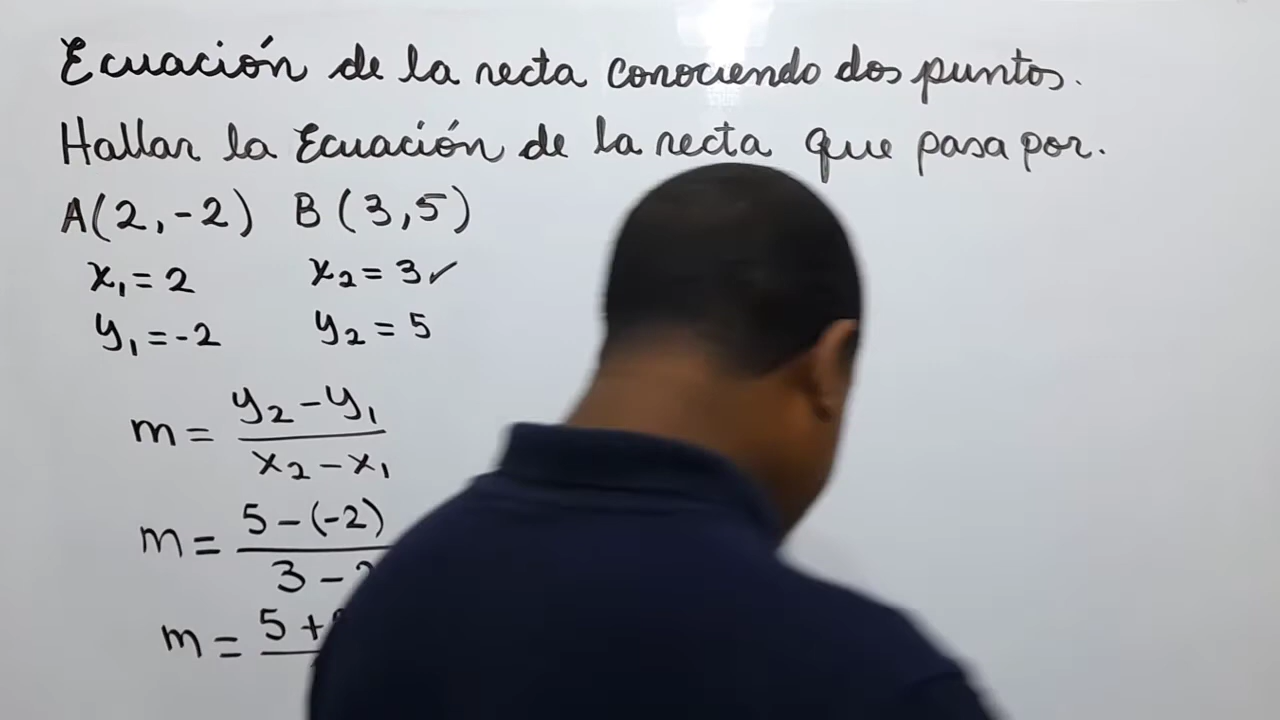 Ecuación de la recta conociendo dos puntos.
Hallar la Ecuación de la recta que pasa por.
A(2,-2) B(3,5)
x₁=2 x₂=3✓
y₁=-2 y₂=5
m= y₂-y₁
x₂-x₁
m= 5-(-2)
3-
m= 5+